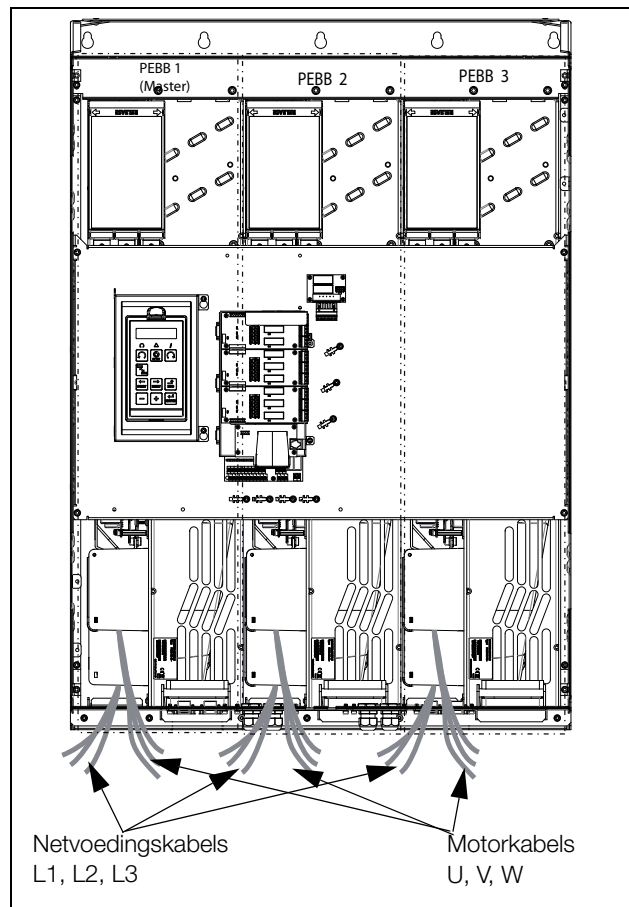 PEBB 1
(Master)
PEBB 2
PEBB 3
Netvoedingskabels
L1, L2, L3
Motorkabels
U, V, W